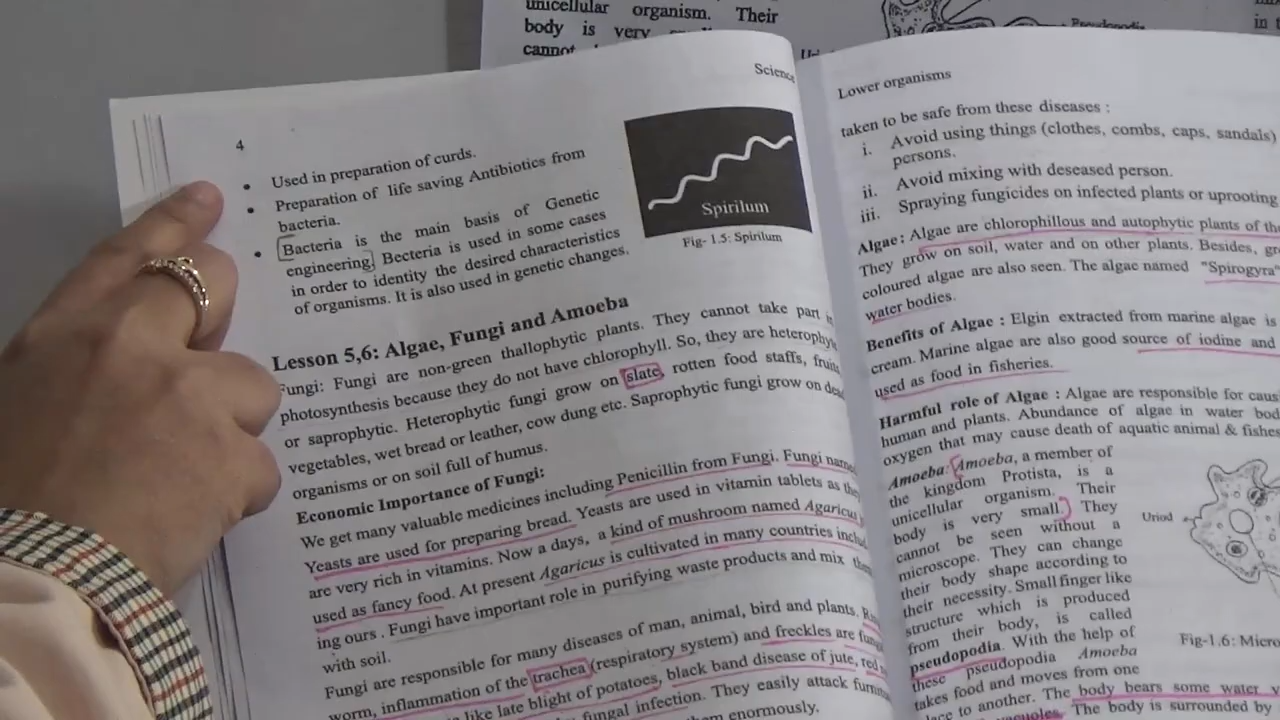 unicellular organism. Their
body is very
cannot
Pseudopodia
Science
4
Used in preparation of curds.
Preparation of life saving Antibiotics from
bacteria.
Bacteria is the main basis of Genetic
engineering. Becteria is used in some cases
in order to identity the desired characteristics
of organisms. It is also used in genetic changes.
Spirilum
Fig- 1.5: Spirilum
Lesson 5,6: Algae, Fungi and Amoeba
Fungi: Fungi are non-green thallophytic plants. They cannot take part in
photosynthesis because they do not have chlorophyll. So, they are heterophytic
or saprophytic. Heterophytic fungi grow on slate, rotten food staffs, fruits
vegetables, wet bread or leather, cow dung etc. Saprophytic fungi grow on
organisms or on soil full of humus.
Economic Importance of Fungi:
We get many valuable medicines including Penicillin from Fungi. Fungi
Yeasts are used for preparing bread. Yeasts are used in vitamin tablets as they
are very rich in vitamins. Now a days, a kind of mushroom named Agaricus
used as fancy food. At present Agaricus is cultivated in many countries
ing ours. Fungi have important role in purifying waste products and mix
with soil.
Fungi are responsible for many diseases of man, animal, bird and plants.
worm, inflammation of the trachea (respiratory system) and freckles are
like late blight of potatoes, black band disease of jute, red
fungal infection. They easily attack
enormously.
Lower organisms
taken to be safe from these diseases :
i. Avoid using things (clothes, combs, caps, sandals)
persons.
ii. Avoid mixing with deseased person.
iii. Spraying fungicides on infected plants or uprooting
Algae: Algae are chlorophillous and autophytic plants of the
They grow on soil, water and on other plants. Besides,
coloured algae are also seen. The algae named "Spirogyra"
water bodies.
Benefits of Algae : Elgin extracted from marine algae is
cream. Marine algae are also good source of iodine and
used as food in fisheries.
Harmful role of Algae : Algae are responsible for
human and plants. Abundance of algae in water
oxygen that may cause death of aquatic animal & fishes
Amoeba: Amoeba, a member of
the kingdom Protista, is a
unicellular organism. Their
body is very small. They
cannot be seen without a
microscope. They can change
their body shape according to
their necessity. Small finger like
structure which is produced
from their body, is called
pseudopodia. With the help of
these pseudopodia Amoeba
takes food and moves from one
place to another. The body bears some water
vacuoles. The body is surrounded by
Uriod
Fig-1.6: